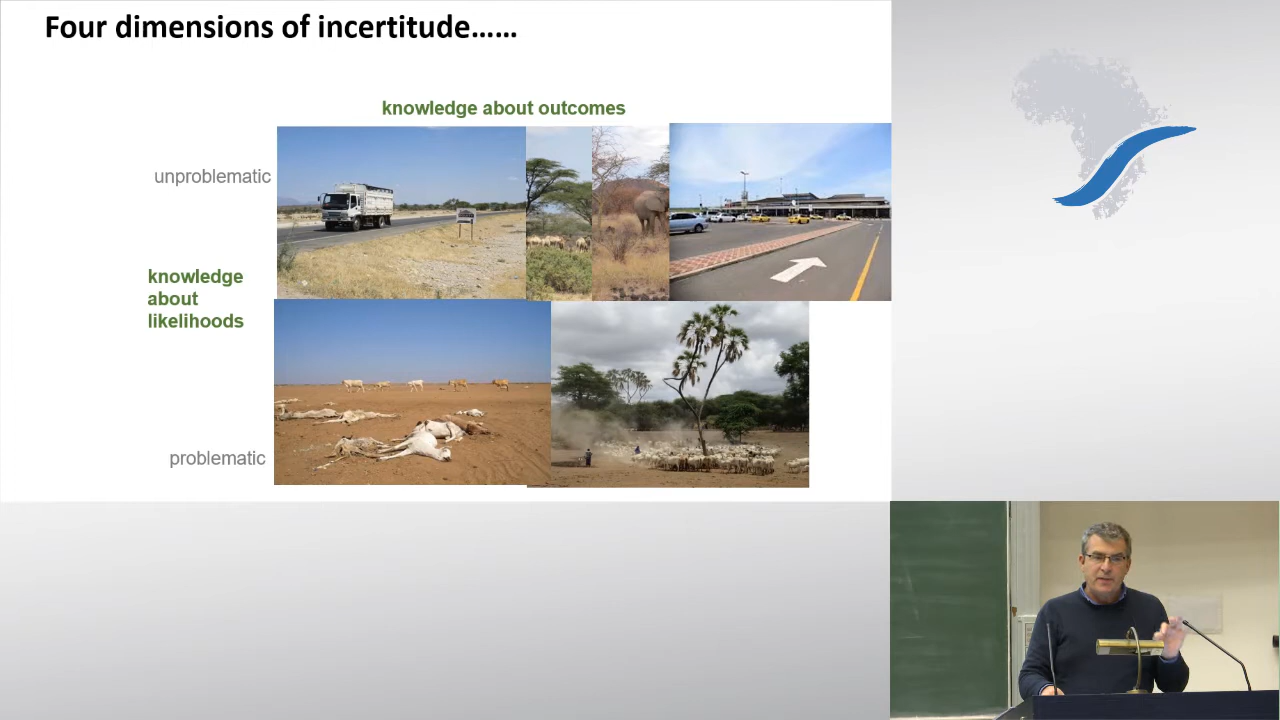 Four dimensions of incertitude......
knowledge about outcomes
unproblematic
knowledge
about
likelihoods
problematic